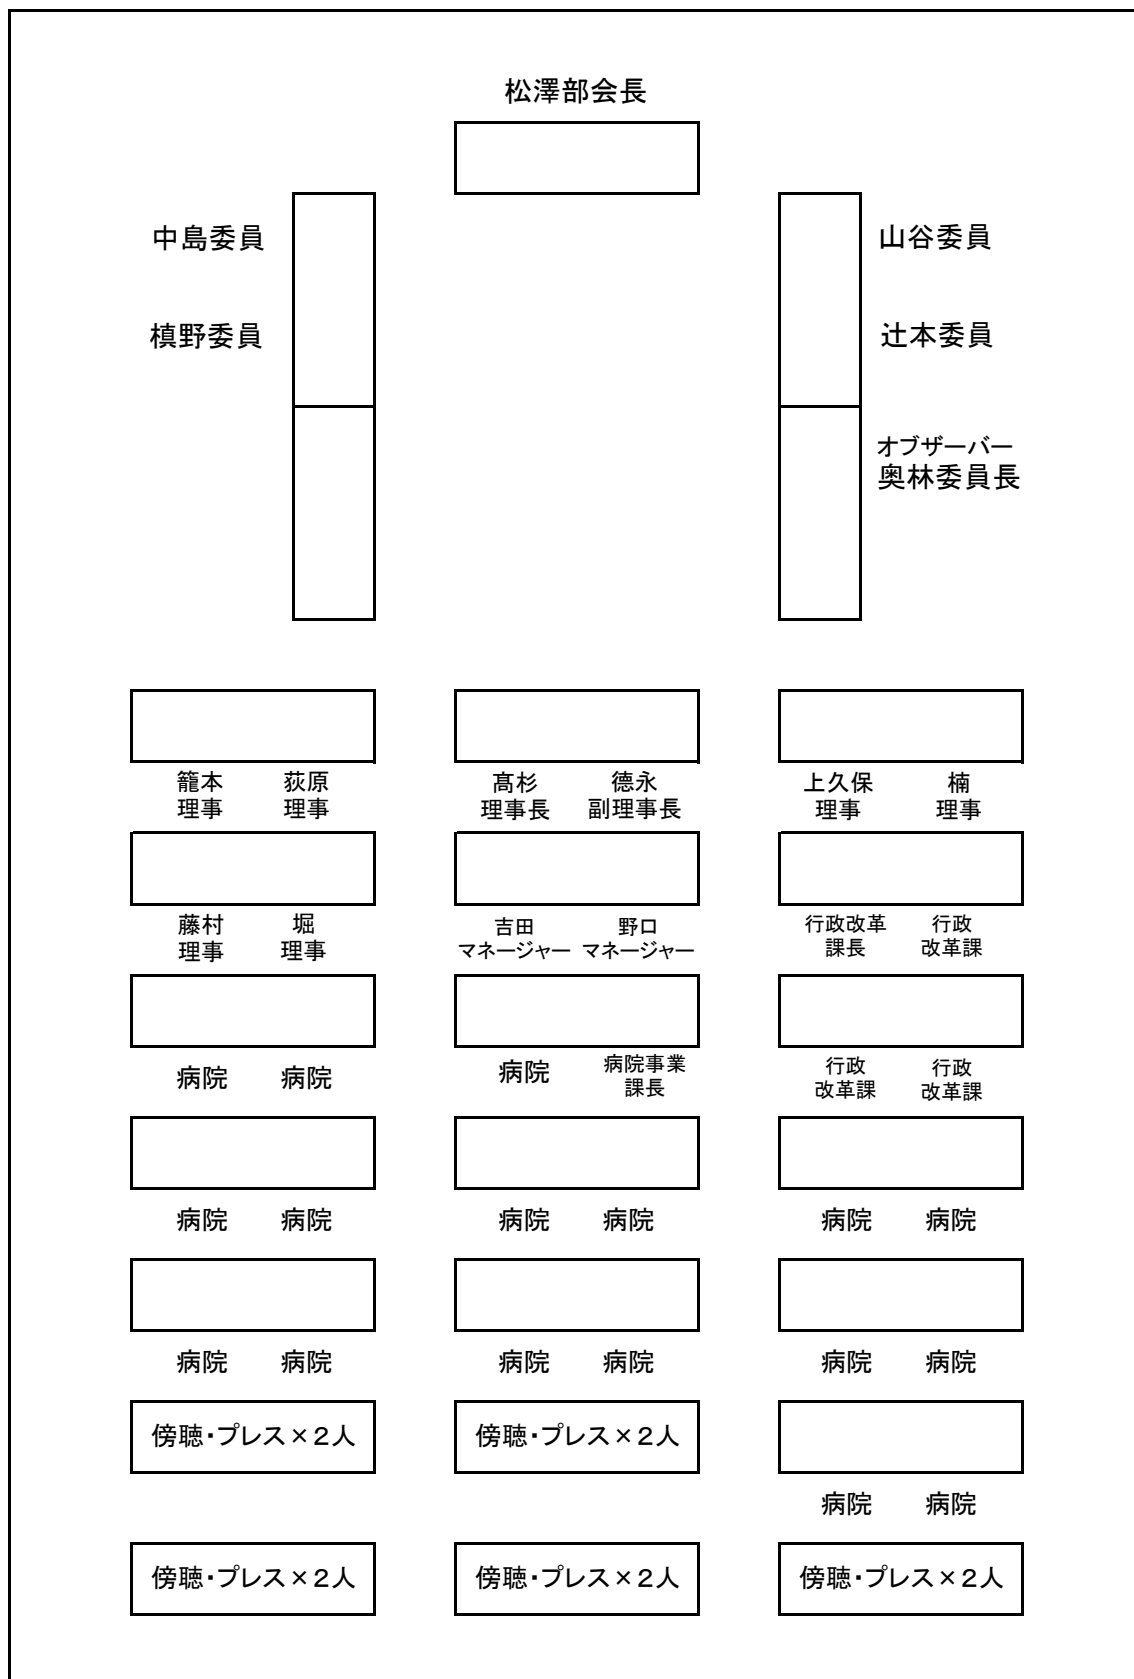 松澤部会長
中島委員
山谷委員
槙野委員
辻本委員
オブザーバー
奥林委員長
籠本
理事
荻原
理事
髙杉
理事長
德永
副理事長
上久保
理事
楠
理事
藤村
理事
堀
理事
吉田
マネージャー
野口
マネージャー
行政改革
課長
行政
改革課
病院
病院
病院
病院事業
課長
行政
改革課
行政
改革課
病院
病院
病院
病院
病院
病院
病院
病院
病院
病院
病院
病院
傍聴・プレス×２人
傍聴・プレス×２人
病院
病院
傍聴・プレス×２人
傍聴・プレス×２人
傍聴・プレス×２人